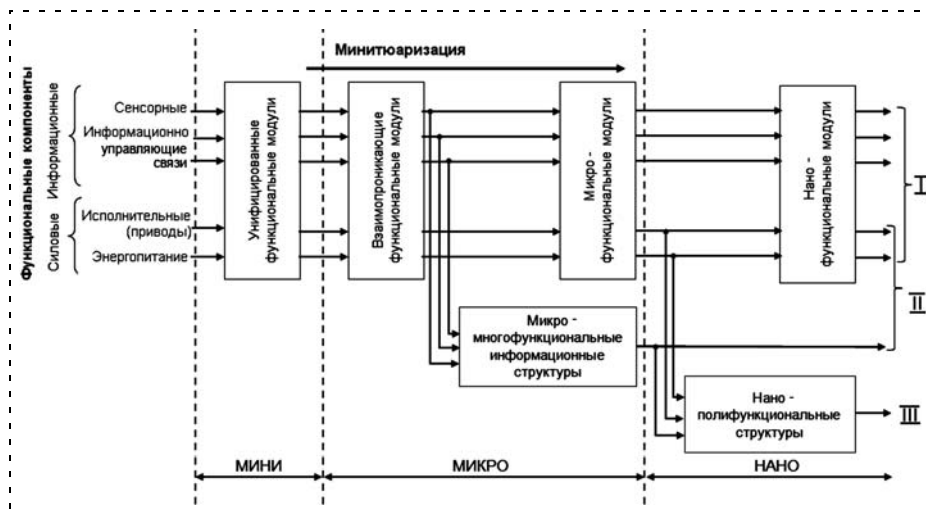 Минитюаризация
Функциональные компоненты
Информационные
Силовые
Сенсорные
Информационно
управляющие
связи
Исполнительные
(приводы)
Энергопитание
Унифицированные
функциональные модули
Взаимопроникающие
функциональные модули
Микро -
функциональные модули
Нано -
функциональные модули
I
II
Микро -
многофункциональные
информационные
структуры
Нано -
полифункциональные
структуры
III
МИНИ
МИКРО
НАНО